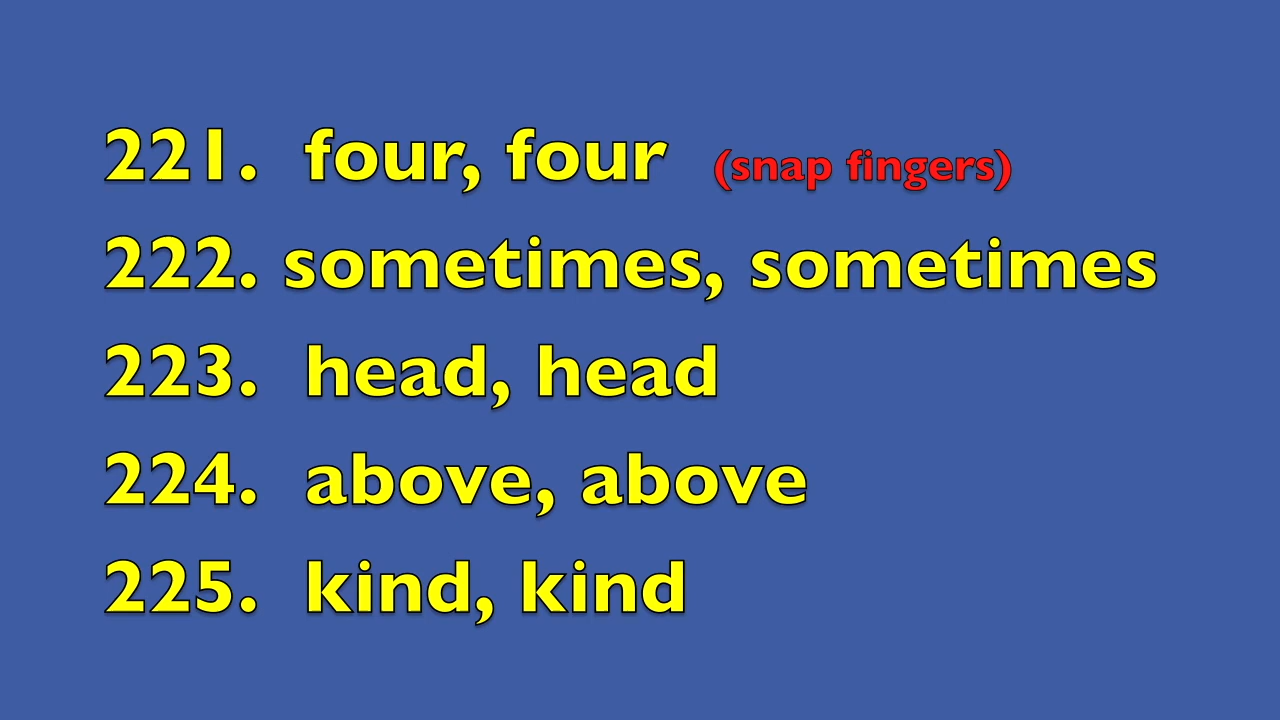 221. four, four (snap fingers)
222. sometimes, sometimes
223. head, head
224. above, above
225. kind, kind